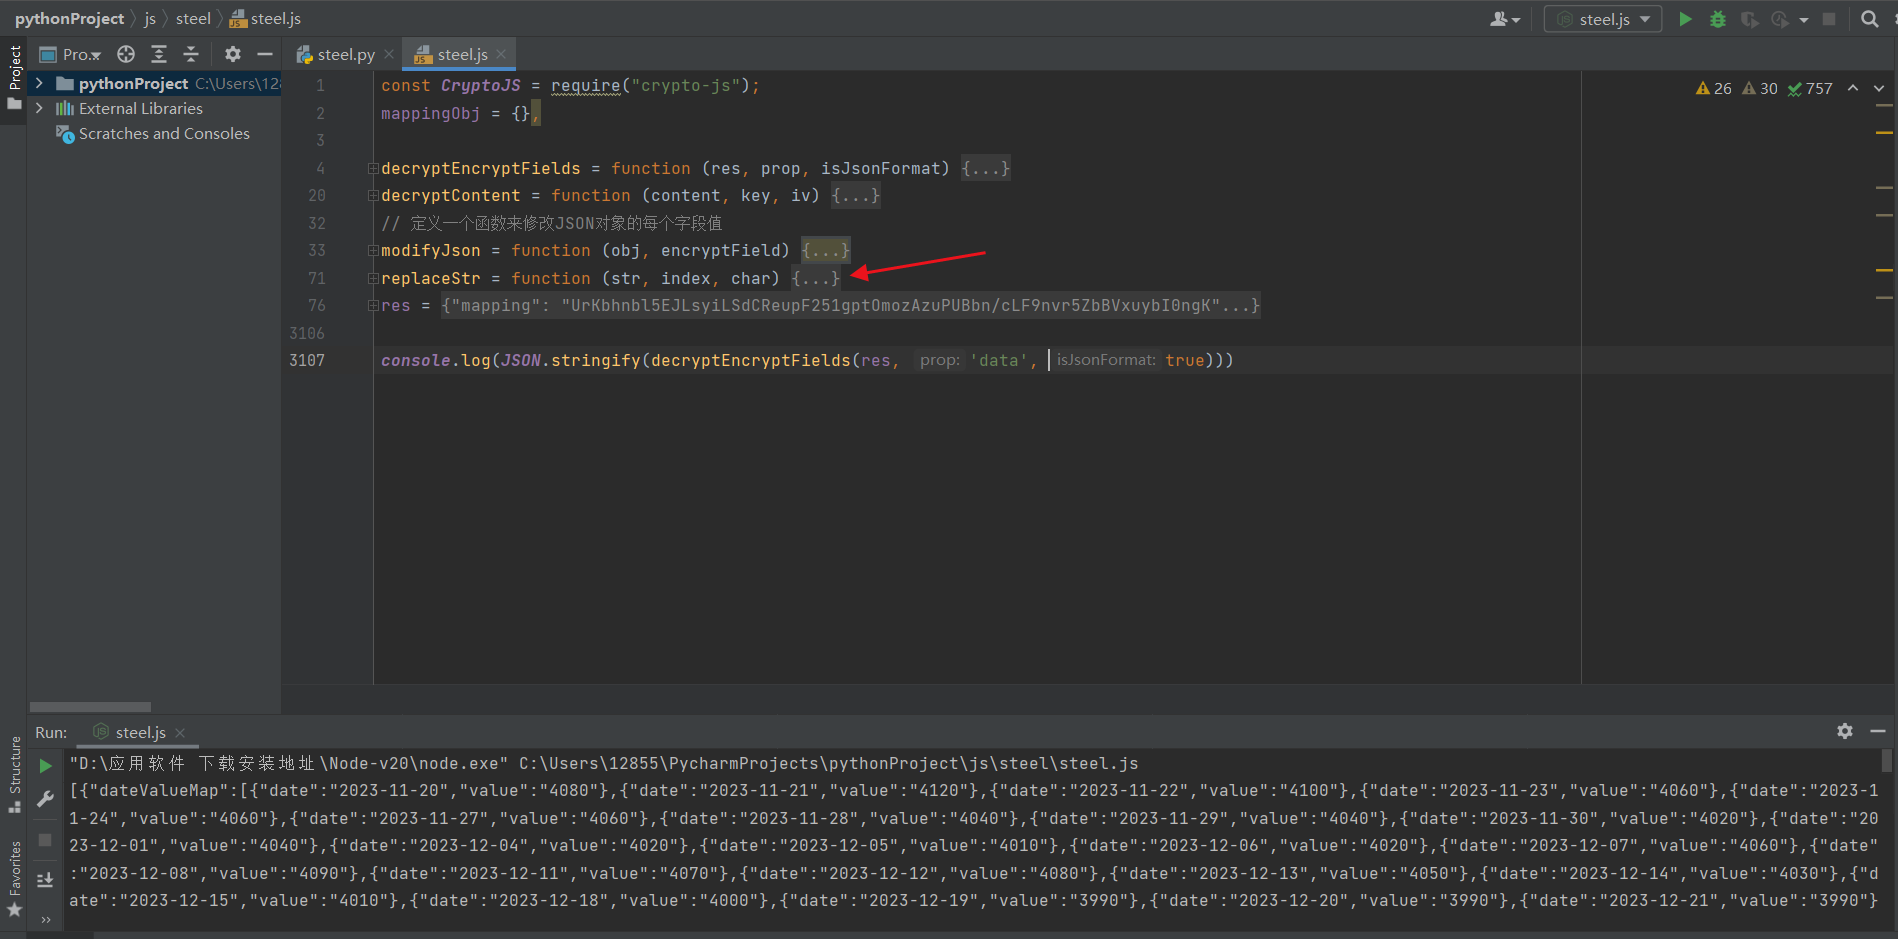 pythonProject js steel steel.js
steel.js
Project
Pro...
steel.py
steel.js
pythonProject C:\Users\128
External Libraries
Scratches and Consoles
26 30 757
1 const CryptoJS = require("crypto-js");
2 mappingObj = {},
3
4 decryptEncryptFields = function (res, prop, isJsonFormat) {...}
20 decryptContent = function (content, key, iv) {...}
32 // 定义一个函数来修改JSON对象的每个字段值
33 modifyJson = function (obj, encryptField) {...}
71 replaceStr = function (str, index, char) {...}
76 res = {"mapping": "UrKbhnbl5EJLsyiLSdCReupF251gptOmozAzuPUBbn/cLF9nvr5ZbBVxuybI0ngK"...}
3106
3107 console.log(JSON.stringify(decryptEncryptFields(res, prop: 'data', isJsonFormat: true)))
Run: steel.js
Structure
Favorites
"D:\应用软件 下载安装地址\Node-v20\node.exe" C:\Users\12855\PycharmProjects\pythonProject\js\steel\steel.js
[{"dateValueMap":[{"date":"2023-11-20","value":"4080"},{"date":"2023-11-21","value":"4120"},{"date":"2023-11-22","value":"4100"},{"date":"2023-11-23","value":"4060"},{"date":"2023-1
1-24","value":"4060"},{"date":"2023-11-27","value":"4060"},{"date":"2023-11-28","value":"4040"},{"date":"2023-11-29","value":"4040"},{"date":"2023-11-30","value":"4020"},{"date":"20
23-12-01","value":"4040"},{"date":"2023-12-04","value":"4020"},{"date":"2023-12-05","value":"4010"},{"date":"2023-12-06","value":"4020"},{"date":"2023-12-07","value":"4060"},{"date"
:"2023-12-08","value":"4090"},{"date":"2023-12-11","value":"4070"},{"date":"2023-12-12","value":"4080"},{"date":"2023-12-13","value":"4050"},{"date":"2023-12-14","value":"4030"},{"d
ate":"2023-12-15","value":"4010"},{"date":"2023-12-18","value":"4000"},{"date":"2023-12-19","value":"3990"},{"date":"2023-12-20","value":"3990"},{"date":"2023-12-21","value":"3990"}